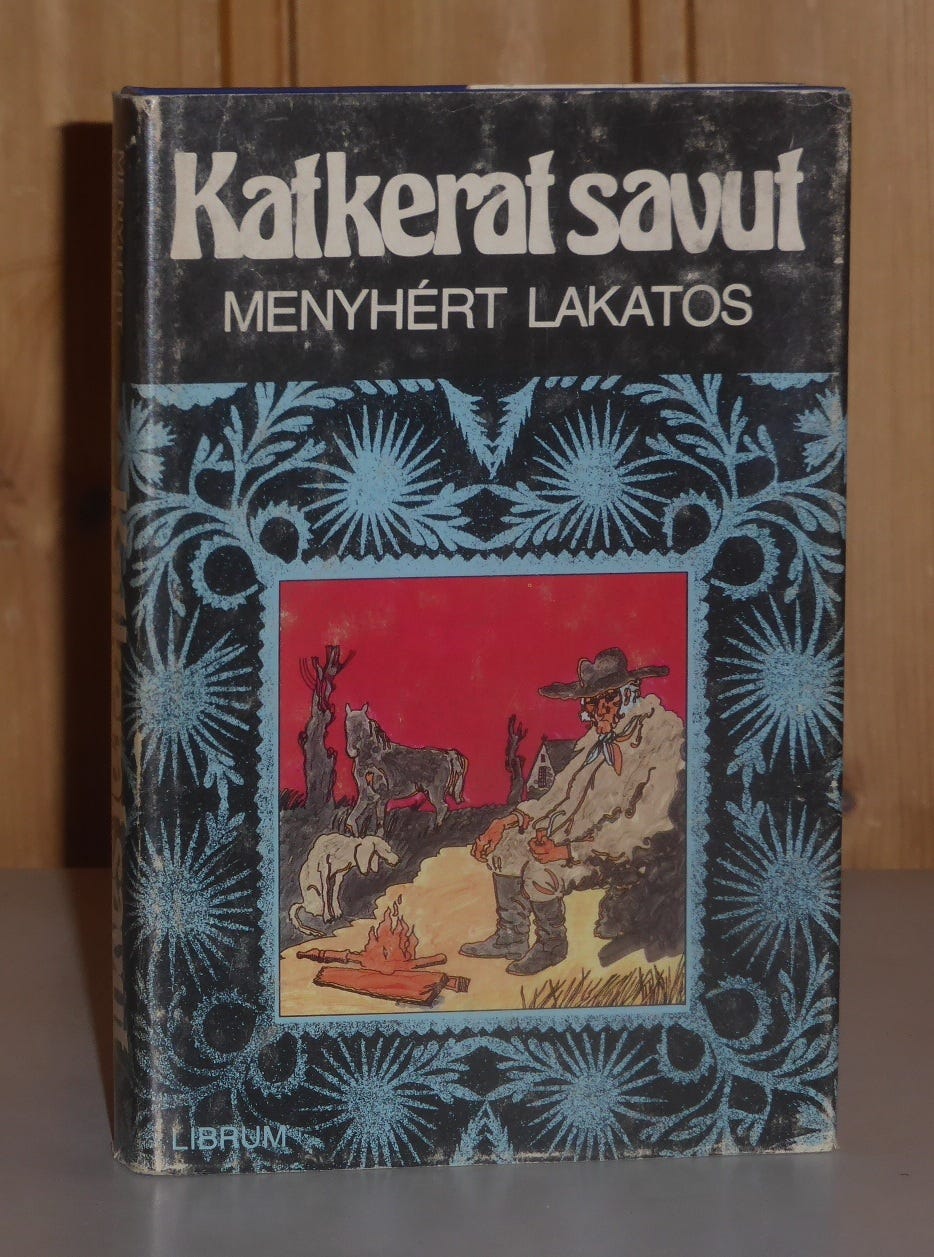 Katkerat savut
MENYHÉRT LAKATOS
LIBRUM